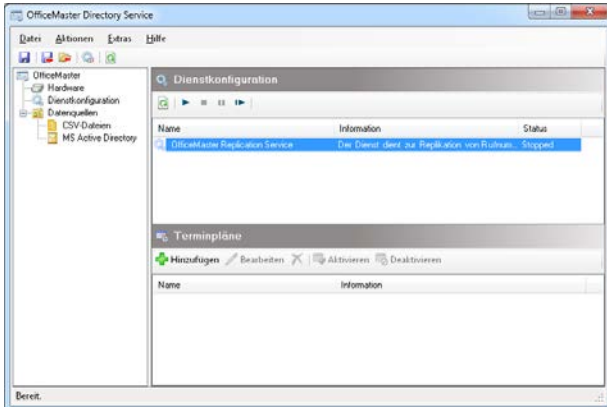 OfficeMaster Directory Service
Datei Aktionen Extras Hilfe
OfficeMaster
Hardware
Dienstkonfiguration
Datenquellen
CSV-Dateien
MS Active Directory
Dienstkonfiguration
Name Information Status
OfficeMaster Replication Service Der Dienst dient zur Replikation von Rufnum... Stopped
Terminpläne
Hinzufügen Bearbeiten Aktivieren Deaktivieren
Name Information
Bereit.